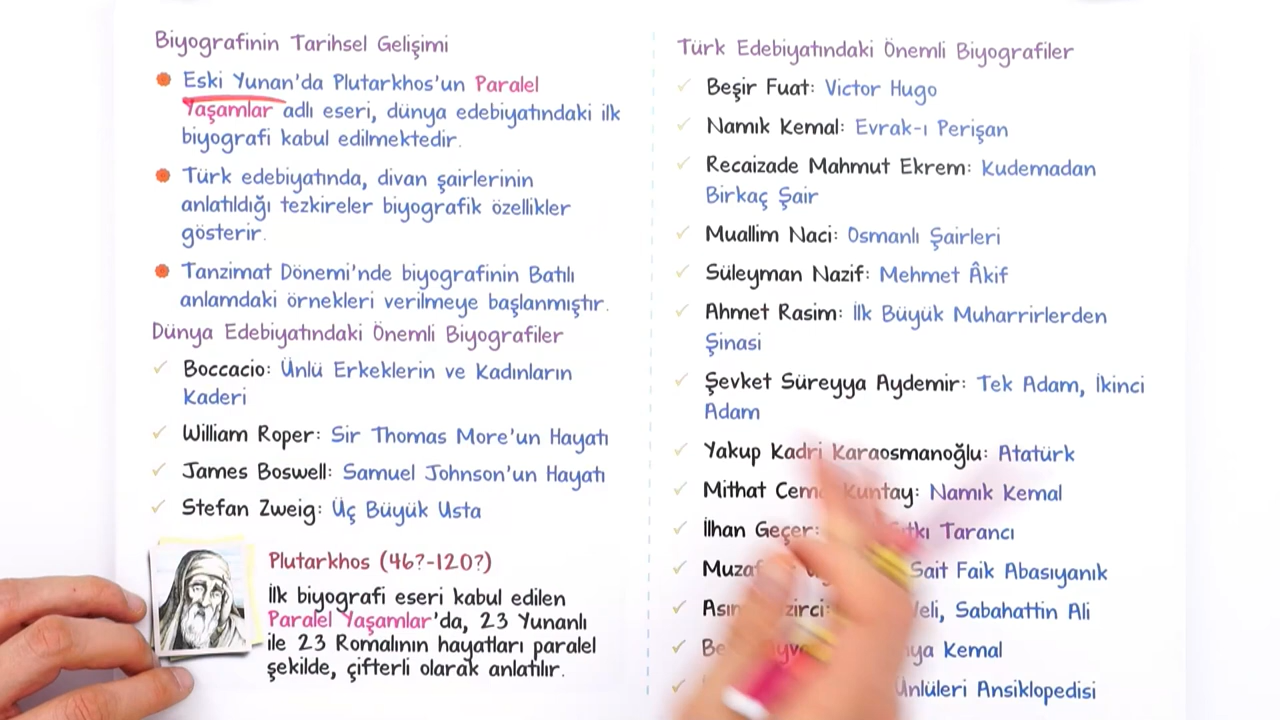 Biyografinin Tarihsel Gelişimi
Eski Yunan'da Plutarkhos'un Paralel
Yaşamlar adlı eseri, dünya edebiyatındaki ilk
biyografi kabul edilmektedir.
Türk edebiyatında, divan şairlerinin
anlatıldığı tezkireler biyografik özellikler
gösterir.
Tanzimat Dönemi'nde biyografinin Batılı
anlamdaki örnekleri verilmeye başlanmıştır.
Dünya Edebiyatındaki Önemli Biyografiler
Boccacio: Ünlü Erkeklerin ve Kadınların
Kaderi
William Roper: Sir Thomas More'un Hayatı
James Boswell: Samuel Johnson'un Hayatı
Stefan Zweig: Üç Büyük Usta
Plutarkhos (46?-120?)
İlk biyografi eseri kabul edilen
Paralel Yaşamlar'da, 23 Yunanlı
ile 23 Romalının hayatları paralel
şekilde, çifterli olarak anlatılır.
Türk Edebiyatındaki Önemli Biyografiler
Beşir Fuat: Victor Hugo
Namık Kemal: Evrak-ı Perişan
Recaizade Mahmut Ekrem: Kudemadan
Birkaç Şair
Muallim Naci: Osmanlı Şairleri
Süleyman Nazif: Mehmet Âkif
Ahmet Rasim: İlk Büyük Muharrirlerden
Şinasi
Şevket Süreyya Aydemir: Tek Adam, İkinci
Adam
Yakup Kadri Karaosmanoğlu: Atatürk
Mithat Cemal Kuntay: Namık Kemal
İlhan Geçer: Tarancı
Sait Faik Abasıyanık
Sabahattin Ali
Kemal
Ünlüleri Ansiklopedisi